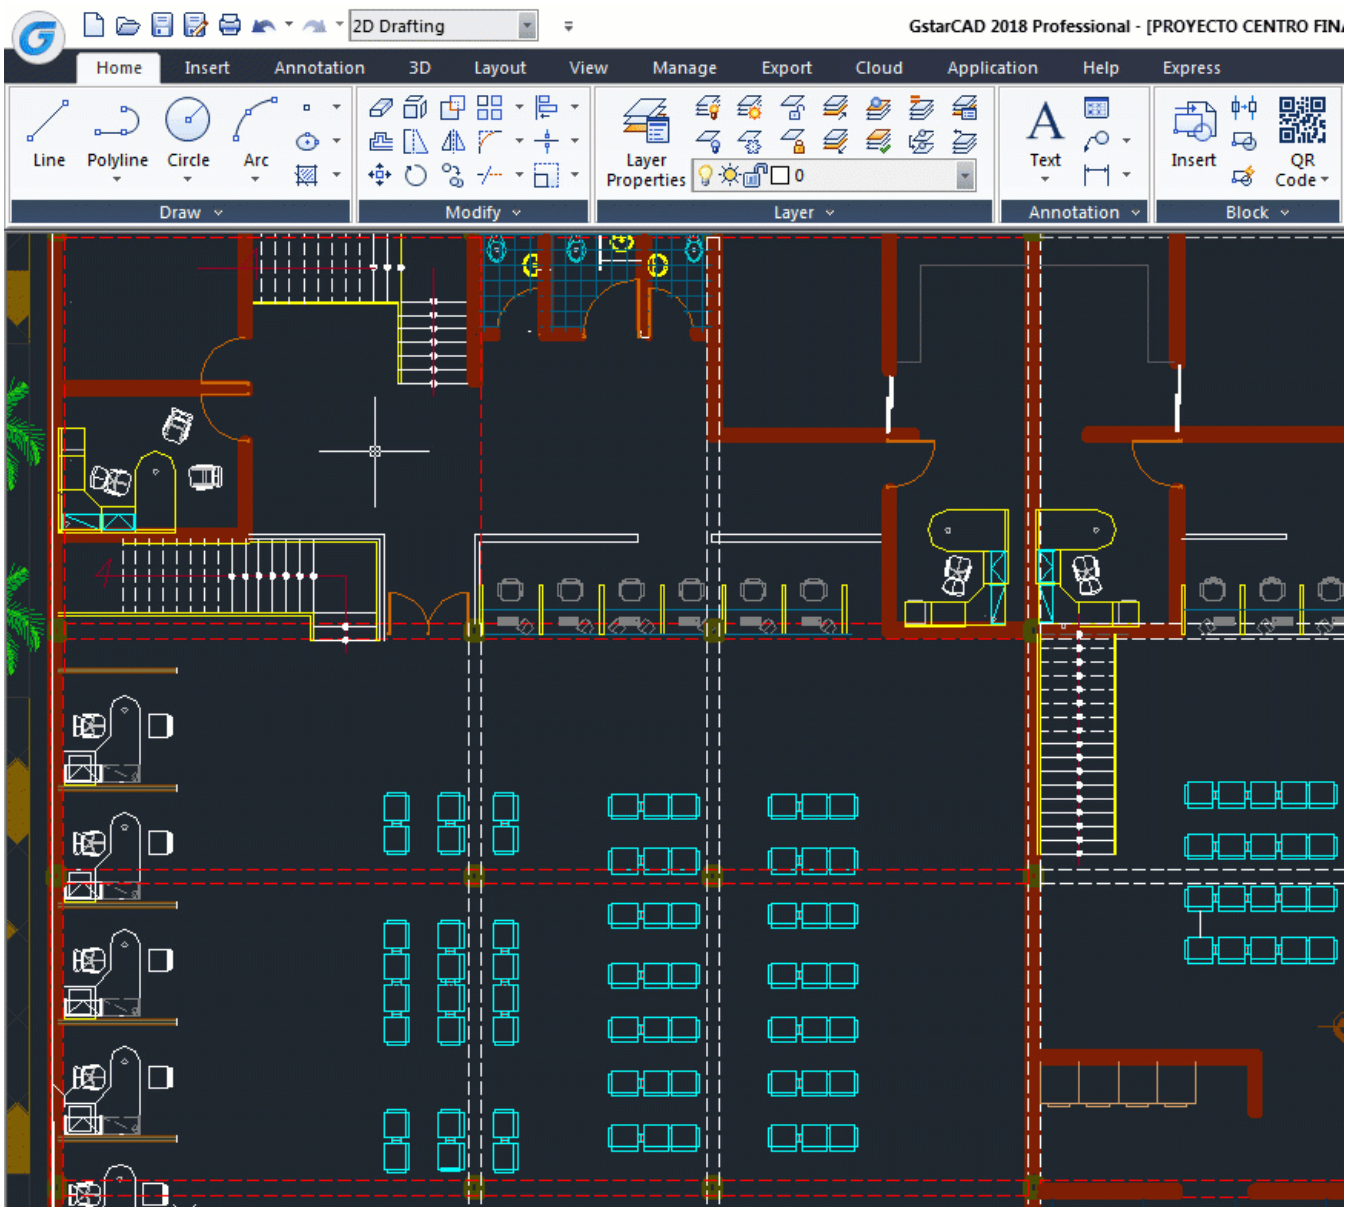 2D Drafting
GstarCAD 2018 Professional - [PROYECTO CENTRO FINA
Home Insert Annotation 3D Layout View Manage Export Cloud Application Help Express
Line Polyline Circle Arc
Layer Properties
0
Text
Insert
QR Code
Draw Modify Layer Annotation Block